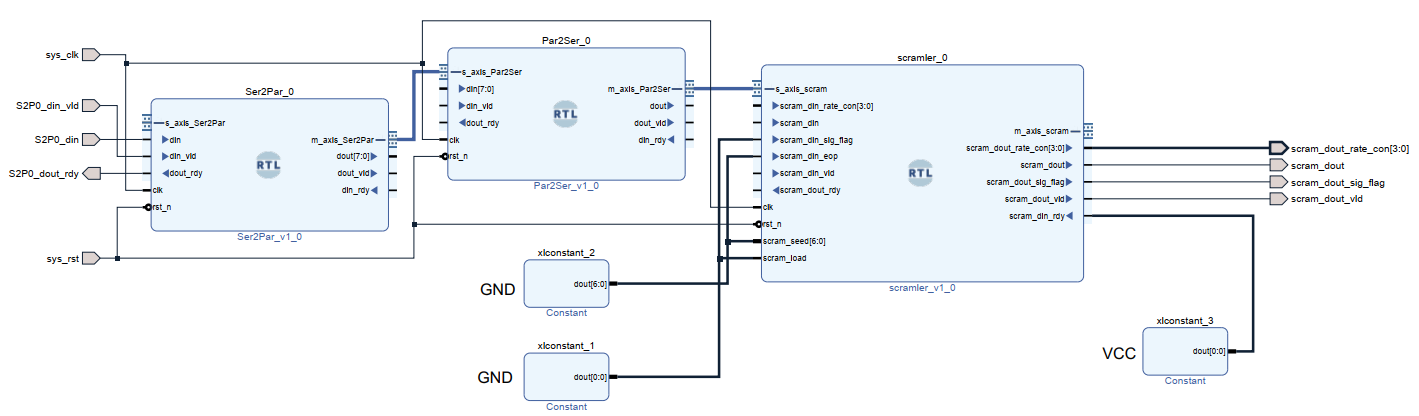 sys_clk
S2P0_din_vld
S2P0_din
S2P0_dout_rdy
sys_rst
Ser2Par_0
s_axis_Ser2Par
din
din_vld
dout_rdy
clk
rst_n
m_axis_Ser2Par
dout[7:0]
dout_vld
din_rdy
RTL
Ser2Par_v1_0
Par2Ser_0
s_axis_Par2Ser
din[7:0]
din_vld
dout_rdy
clk
rst_n
m_axis_Par2Ser
dout
dout_vld
din_rdy
RTL
Par2Ser_v1_0
scramler_0
s_axis_scram
scram_din_rate_con[3:0]
scram_din
scram_din_sig_flag
scram_din_eop
scram_din_vld
scram_dout_rdy
clk
rst_n
scram_seed[6:0]
scram_load
m_axis_scram
scram_dout_rate_con[3:0]
scram_dout
scram_dout_sig_flag
scram_dout_vld
scram_din_rdy
RTL
scramler_v1_0
scram_dout_rate_con[3:0]
scram_dout
scram_dout_sig_flag
scram_dout_vld
xlconstant_2
GND
dout[6:0]
Constant
xlconstant_1
GND
dout[0:0]
Constant
xlconstant_3
VCC
dout[0:0]
Constant